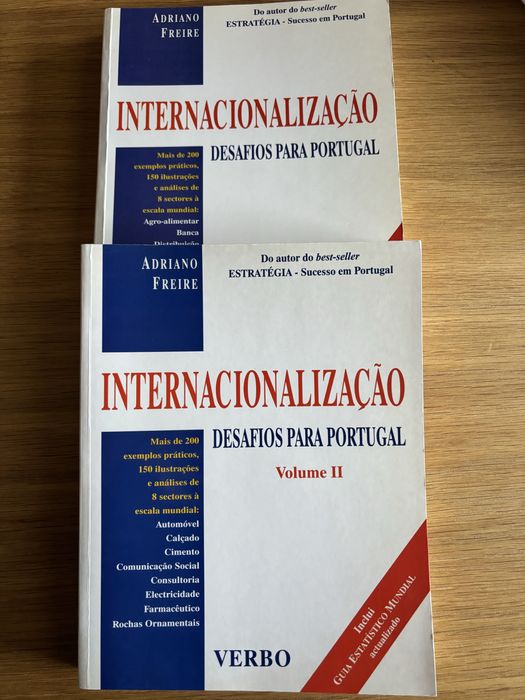 ADRIANO
FREIRE
Do autor do best-seller
ESTRATÉGIA - Sucesso em Portugal
INTERNACIONALIZAÇÃO
DESAFIOS PARA PORTUGAL
Mais de 200
exemplos práticos,
150 ilustrações
e análises de
8 sectores à
escala mundial:
Agro-alimentar
Banca
Distribuição
ADRIANO
FREIRE
Do autor do best-seller
ESTRATÉGIA - Sucesso em Portugal
INTERNACIONALIZAÇÃO
DESAFIOS PARA PORTUGAL
Volume II
Mais de 200
exemplos práticos,
150 ilustrações
e análises de
8 sectores à
escala mundial:
Automóvel
Calçado
Cimento
Comunicação Social
Consultoria
Electricidade
Farmacêutico
Rochas Ornamentais
Inclui
GUIA ESTATÍSTICO MUNDIAL
actualizado
VERBO